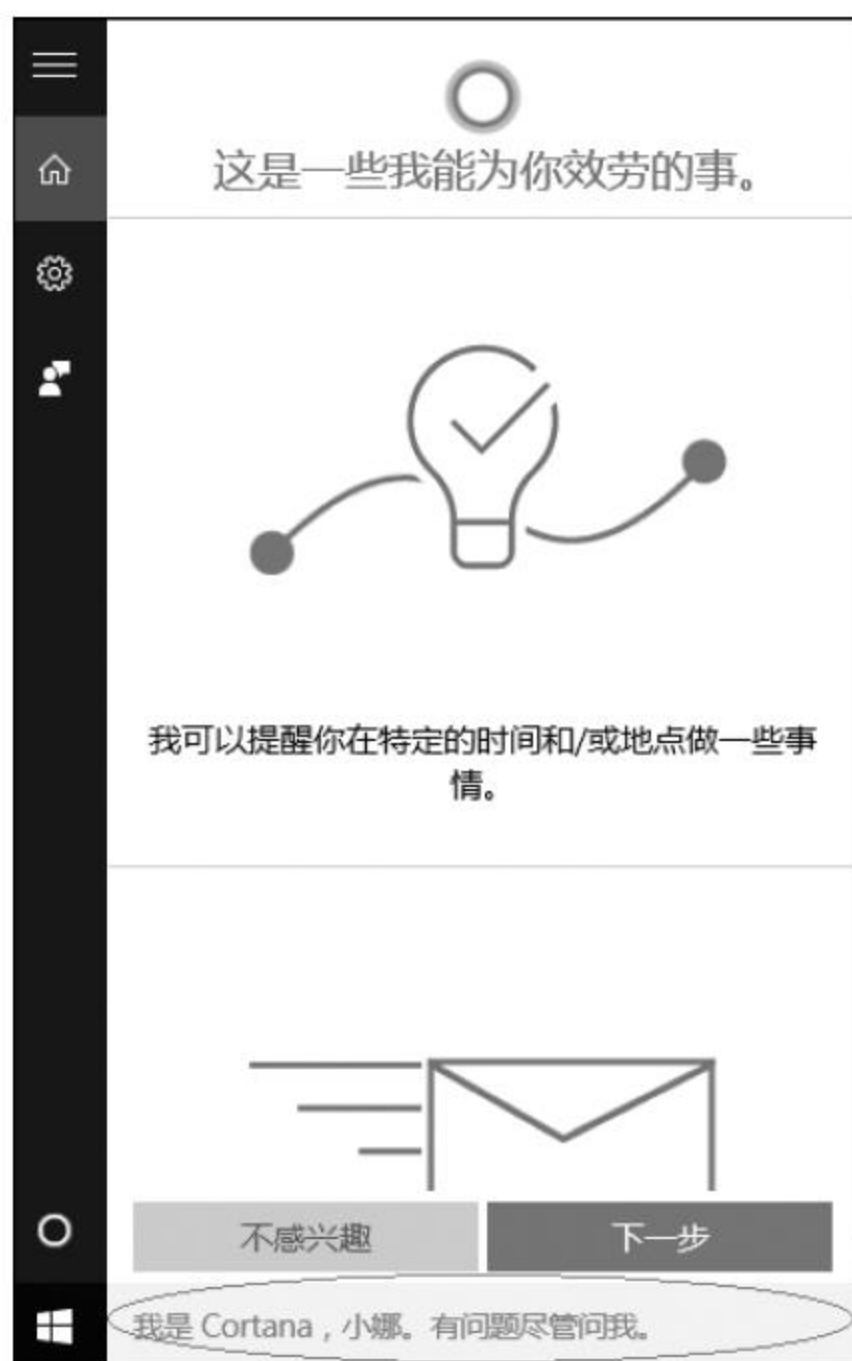 这是一些我能为你效劳的事。
我可以提醒你在特定的时间和/或地点做一些事
情。
不感兴趣
下一步
我是 Cortana，小娜。有问题尽管问我。